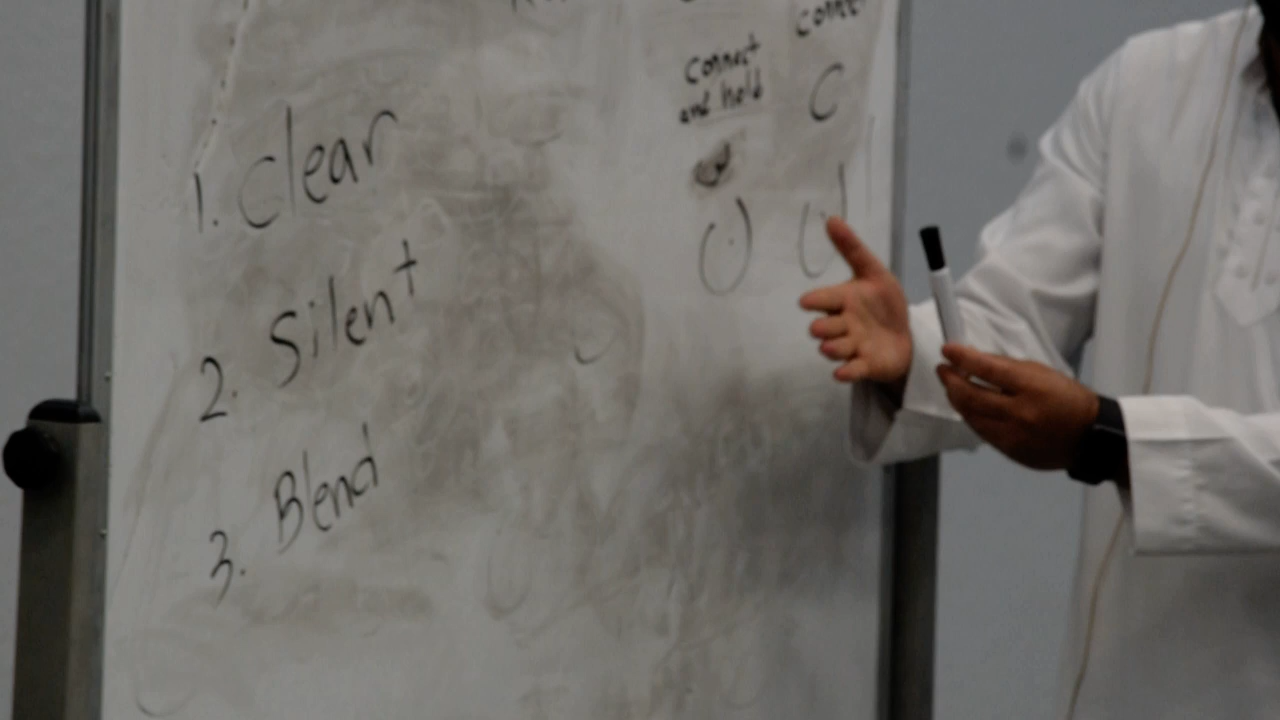 1. Clear
2. Silent
3. Blend
connect
and hold
ن